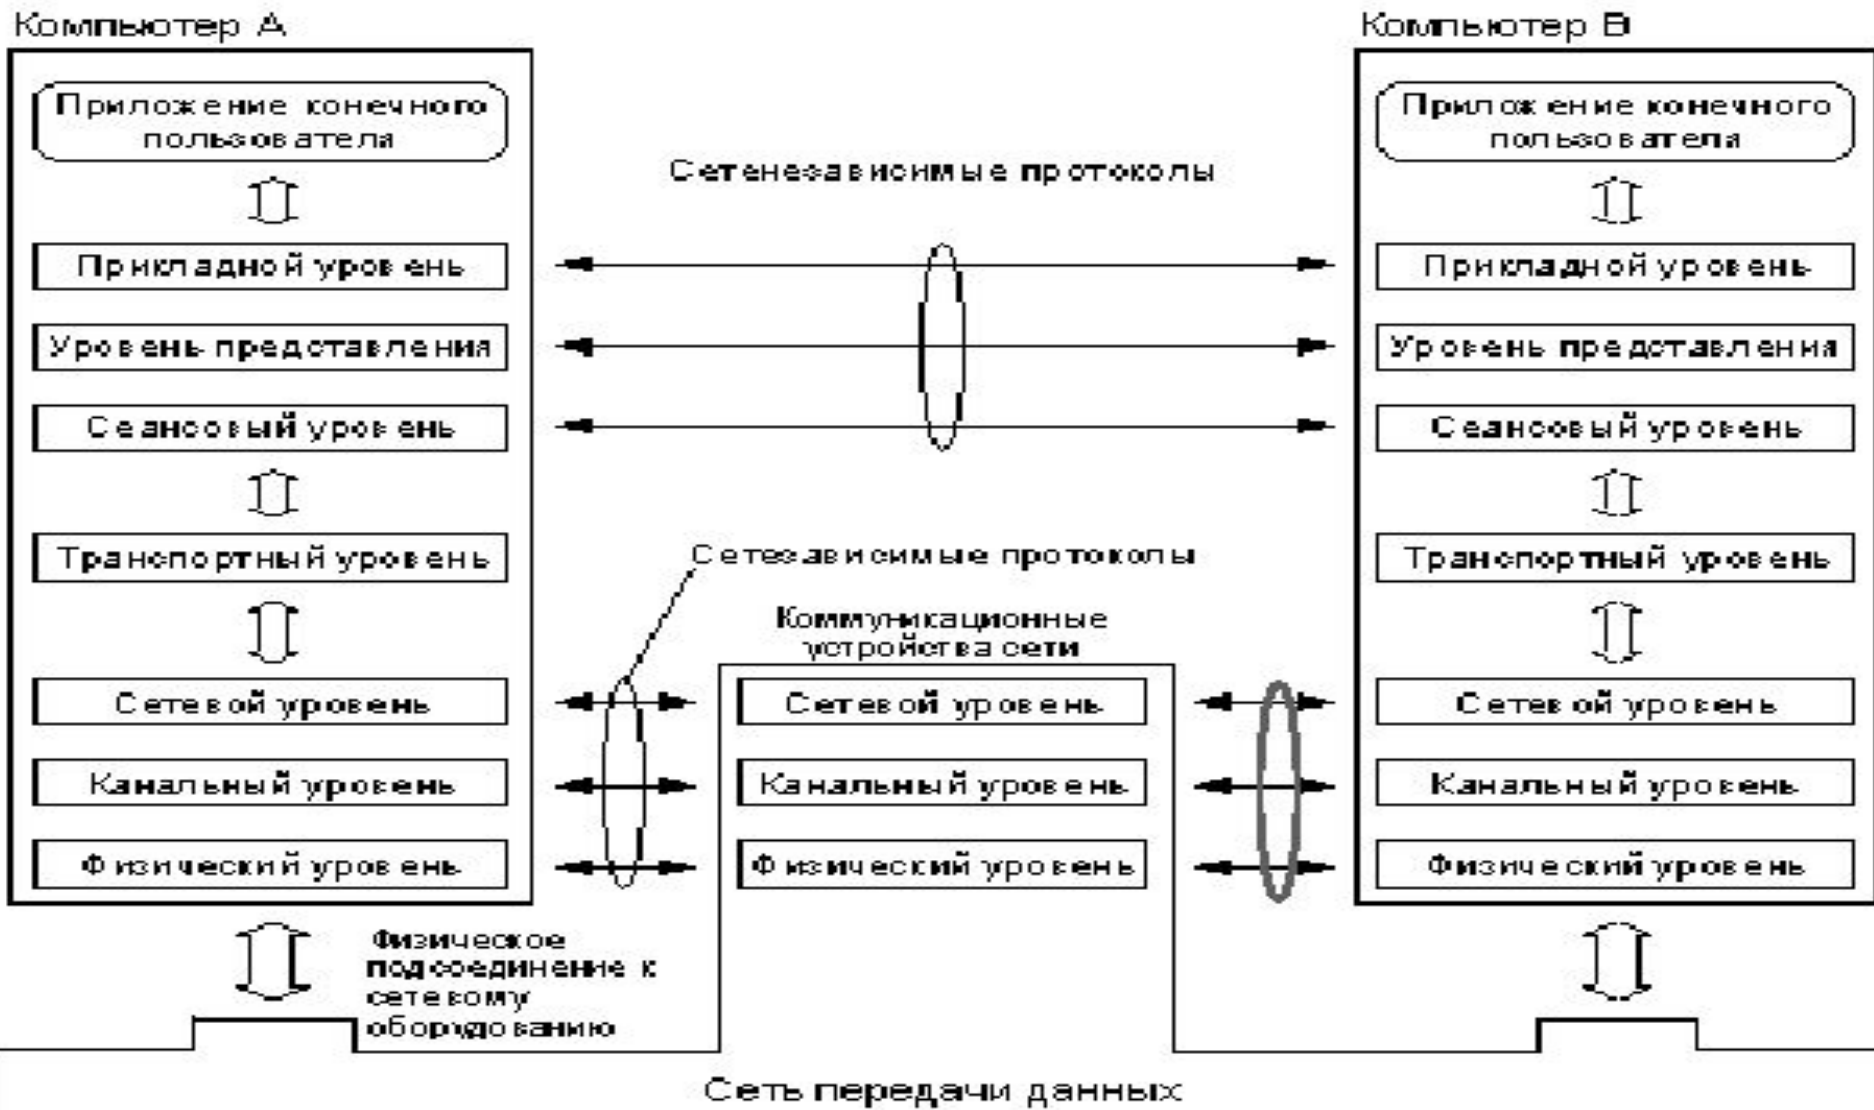 Компьютер А
Компьютер В
Приложение конечного
пользователя
Приложение конечного
пользователя
Сетенезависимые протоколы
Прикладной уровень
Прикладной уровень
Уровень представления
Уровень представления
Сеансовый уровень
Сеансовый уровень
Транспортный уровень
Сетезависимые протоколы
Транспортный уровень
Коммуникационные
устройства сети
Сетевой уровень
Сетевой уровень
Сетевой уровень
Канальный уровень
Канальный уровень
Канальный уровень
Физический уровень
Физический уровень
Физический уровень
Физическое
подсоединение к
сетевому
оборудованию
Сеть передачи данных